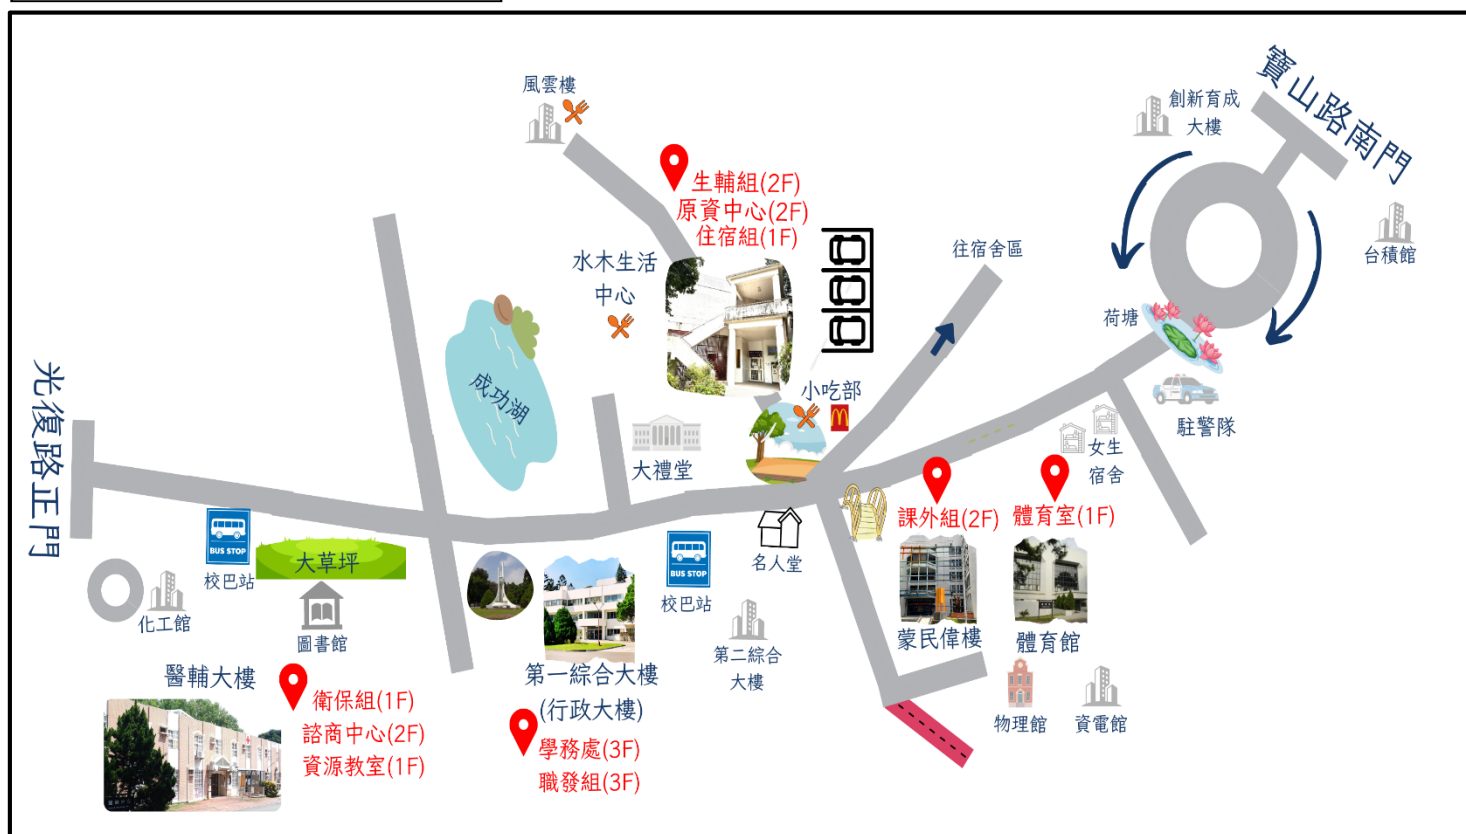 寶山路南門
創新育成
大樓
風雲樓
生輔組(2F)
原資中心(2F)
住宿組(1F)
台積館
往宿舍區
水木生活
中心
荷塘
成功湖
小吃部
光復路正門
駐警隊
女生
宿舍
大禮堂
課外組(2F)
體育室(1F)
BUS STOP
校巴站
大草坪
名人堂
BUS STOP
校巴站
化工館
圖書館
第二綜合
大樓
蒙民偉樓
體育館
醫輔大樓
第一綜合大樓
(行政大樓)
物理館
資電館
衛保組(1F)
諮商中心(2F)
資源教室(1F)
學務處(3F)
職發組(3F)